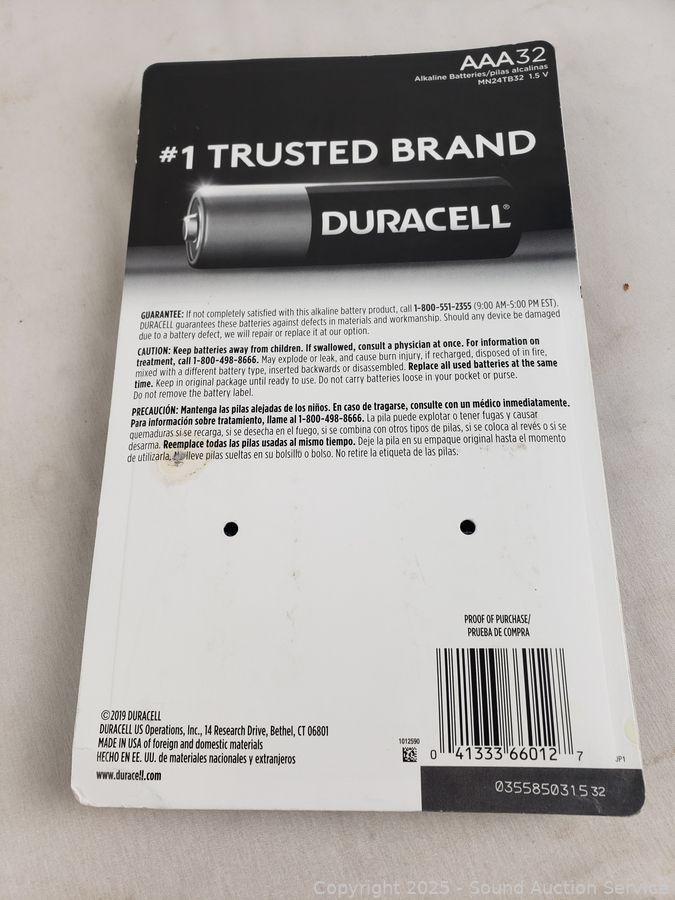 AAA32
Alkaline Batteries/pilas alcalinas
MN24TB32 1.5 V
#1 TRUSTED BRAND
DURACELL®
GUARANTEE: If not completely satisfied with this alkaline battery product, call 1-800-551-2355 (9:00 AM-5:00 PM EST).
DURACELL guarantees these batteries against defects in materials and workmanship. Should any device be damaged
due to a battery defect, we will repair or replace it at our option.
CAUTION: Keep batteries away from children. If swallowed, consult a physician at once. For information on
treatment, call 1-800-498-8666. May explode or leak, and cause burn injury, if recharged, disposed of in fire,
mixed with a different battery type, inserted backwards or disassembled. Replace all used batteries at the same
time. Keep in original package until ready to use. Do not carry batteries loose in your pocket or purse.
Do not remove the battery label.
PRECAUCIÓN: Mantenga las pilas alejadas de los niños. En caso de tragarse, consulte con un médico inmediatamente.
Para información sobre tratamiento, llame al 1-800-498-8666. La pila puede explotar o tener fugas y causar
quemaduras si se recarga, si se desecha en el fuego, si se combina con otros tipos de pilas, si se coloca al revés o si se
desarma. Reemplace todas las pilas usadas al mismo tiempo. Deje la pila en su empaque original hasta el momento
de utilizarla. lleve pilas sueltas en su bolsillo o bolso. No retire la etiqueta de las pilas.
PROOF OF PURCHASE/
PRUEBA DE COMPRA
©2019 DURACELL
DURACELL US Operations, Inc., 14 Research Drive, Bethel, CT 06801
MADE IN USA of foreign and domestic materials
HECHO EN EE. UU. de materiales nacionales y extranjeros
www.duracell.com
1012590
0 41333 66012 7
JP1
035585031532
Copyright 2025 - Sound Auction Service